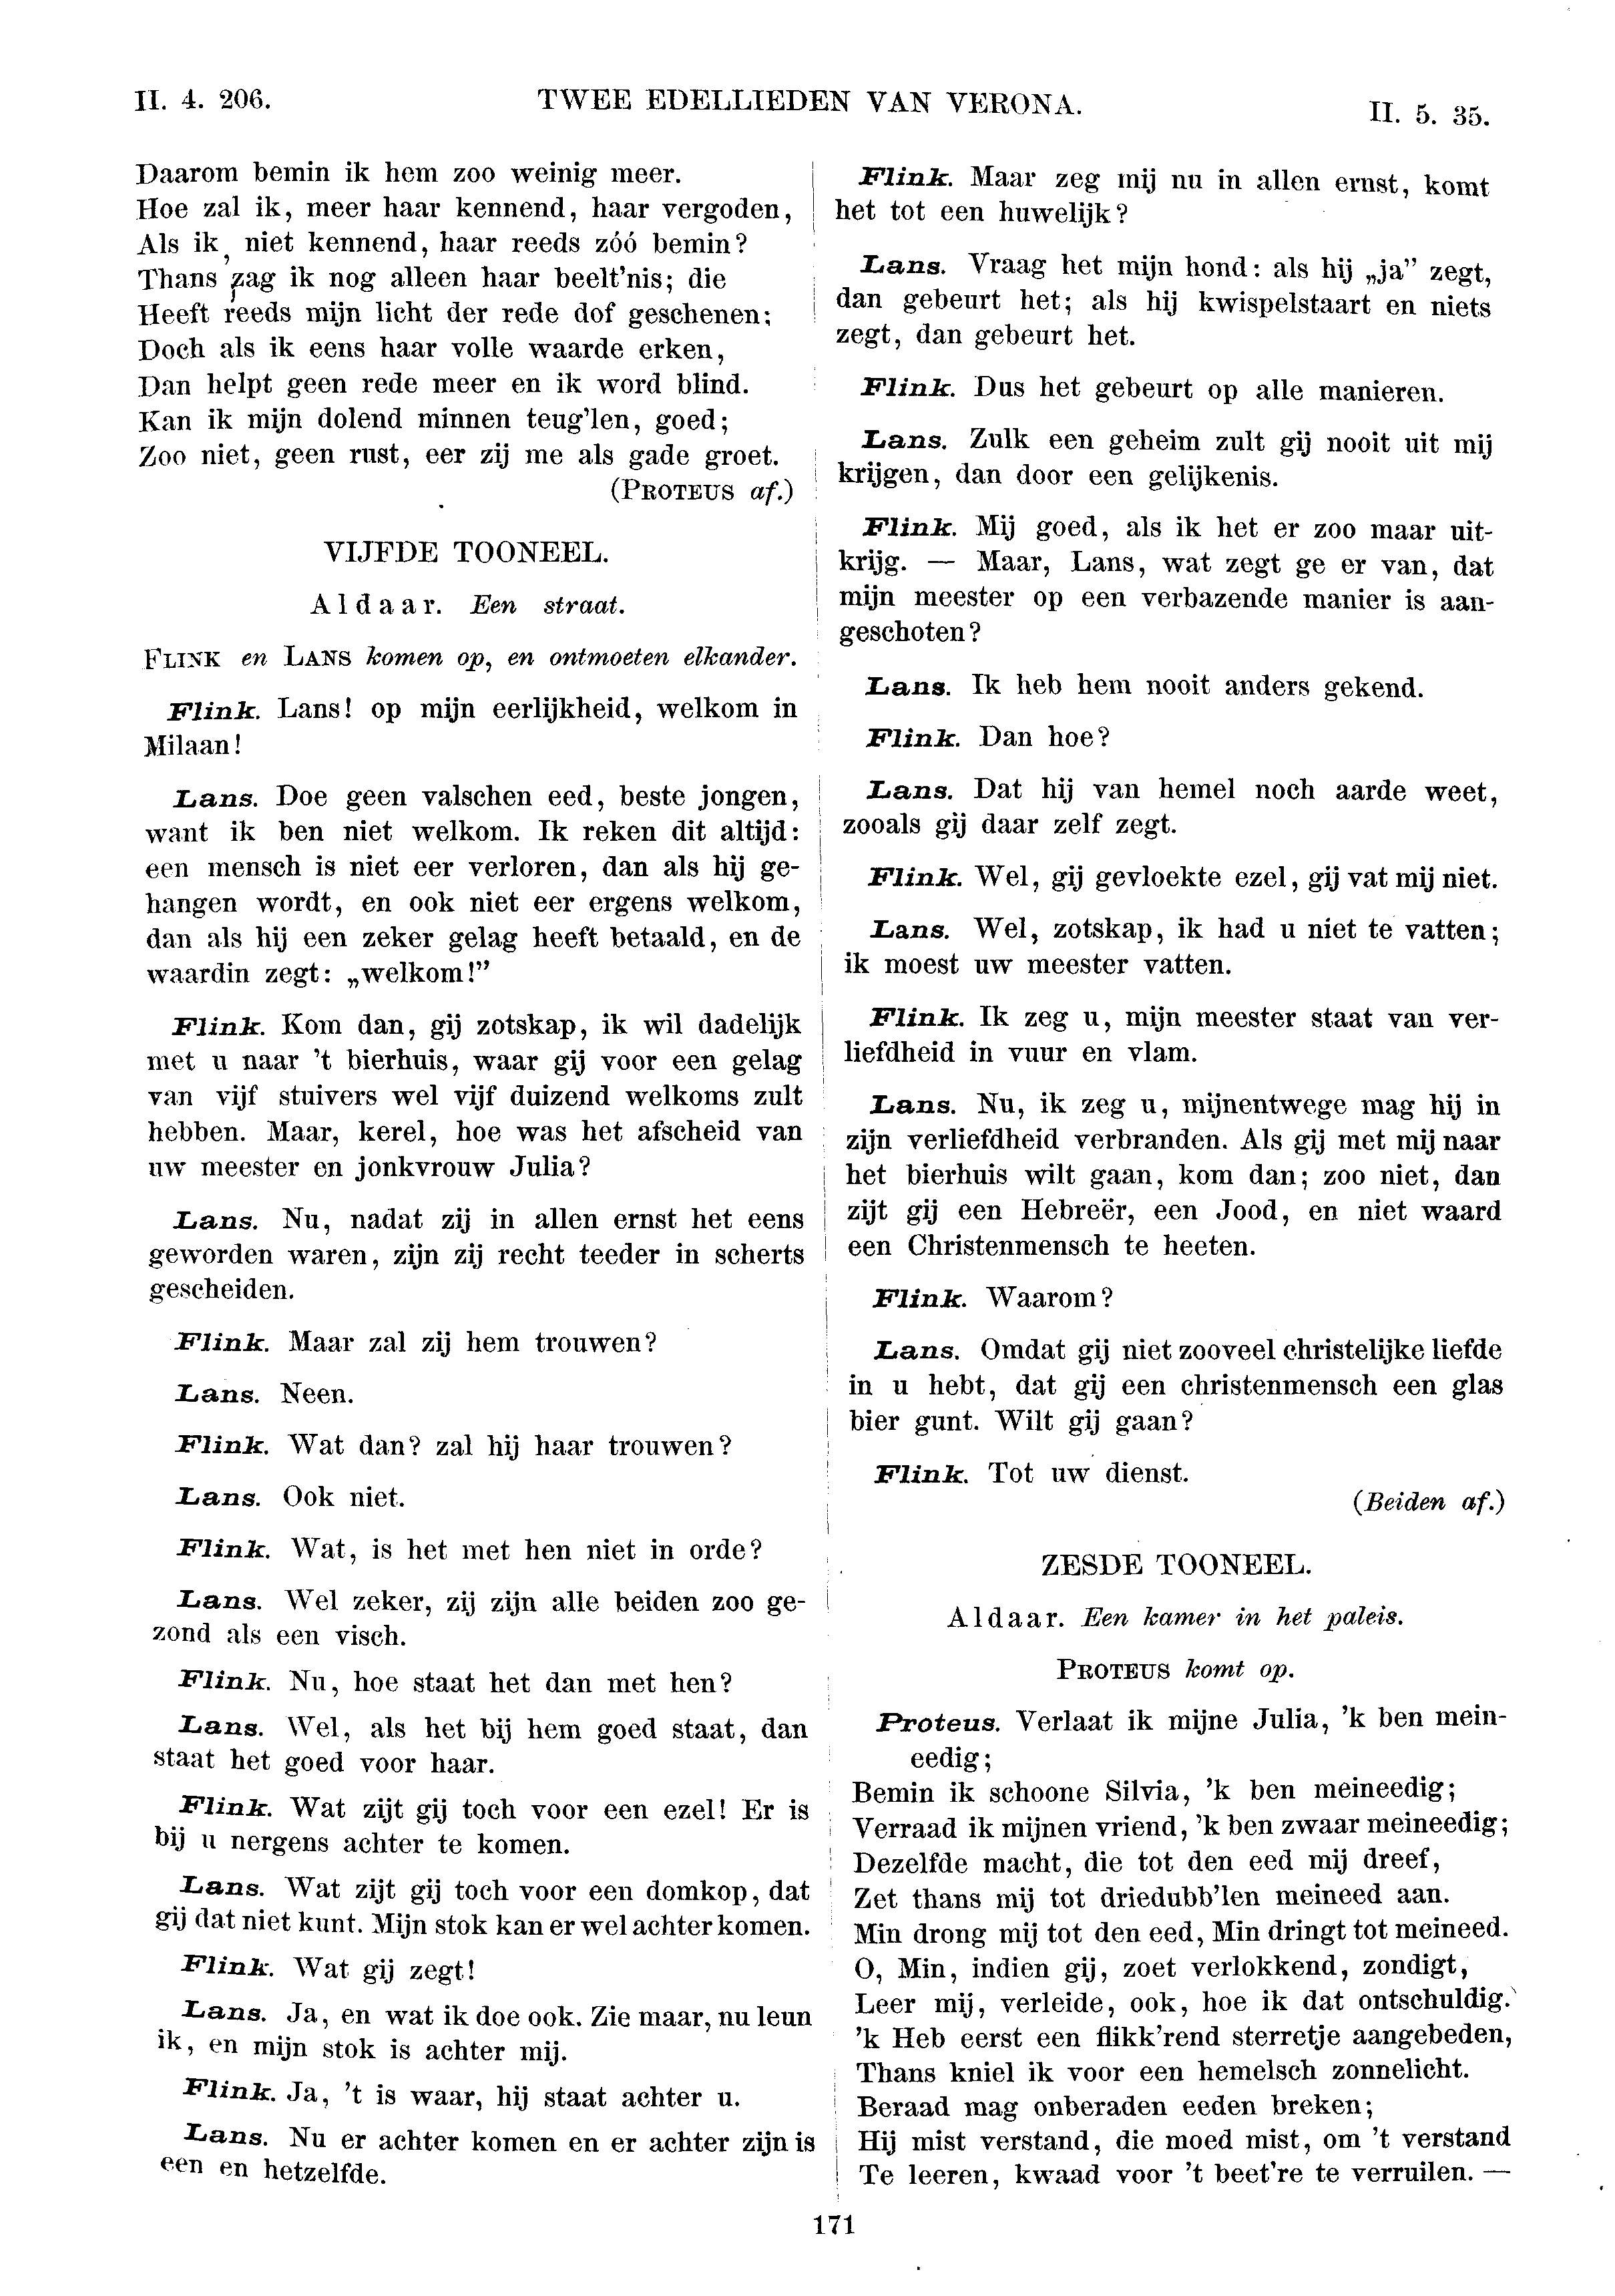 II. 4. 206.
TWEE EDELLIEDEN VAN VERONA.
II. 5. 35.
Daarom bemin ik hem zoo weinig meer.
Hoe zal ik, meer haar kennend, haar vergoden,
Als ik, niet kennend, haar reeds zóó bemin?
Thans zag ik nog alleen haar beelt'nis; die
Heeft reeds mijn licht der rede dof geschenen;
Doch als ik eens haar volle waarde erken,
Dan helpt geen rede meer en ik word blind.
Kan ik mijn dolend minnen teug'len, goed;
Zoo niet, geen rust, eer zij me als gade groet.
(PROTEUS af.)
VIJFDE TOONEEL.
Aldaar. Een straat.
FLINK en LANS komen op, en ontmoeten elkander.
Flink. Lans! op mijn eerlijkheid, welkom in
Milaan!
Lans. Doe geen valschen eed, beste jongen,
want ik ben niet welkom. Ik reken dit altijd:
een mensch is niet eer verloren, dan als hij ge-
hangen wordt, en ook niet eer ergens welkom,
dan als hij een zeker gelag heeft betaald, en de
waardin zegt: „welkom!”
Flink. Kom dan, gij zotskap, ik wil dadelijk
met u naar 't bierhuis, waar gij voor een gelag
van vijf stuivers wel vijf duizend welkoms zult
hebben. Maar, kerel, hoe was het afscheid van
uw meester en jonkvrouw Julia?
Lans. Nu, nadat zij in allen ernst het eens
geworden waren, zijn zij recht teeder in scherts
gescheiden.
Flink. Maar zal zij hem trouwen?
Lans. Neen.
Flink. Wat dan? zal hij haar trouwen?
Lans. Ook niet.
Flink. Wat, is het met hen niet in orde?
Lans. Wel zeker, zij zijn alle beiden zoo ge-
zond als een visch.
Flink. Nu, hoe staat het dan met hen?
Lans. Wel, als het bij hem goed staat, dan
staat het goed voor haar.
Flink. Wat zijt gij toch voor een ezel! Er is
bij u nergens achter te komen.
Lans. Wat zijt gij toch voor een domkop, dat
gij dat niet kunt. Mijn stok kan er wel achter komen.
Flink. Wat gij zegt!
Lans. Ja, en wat ik doe ook. Zie maar, nu leun
ik, en mijn stok is achter mij.
Flink. Ja, 't is waar, hij staat achter u.
Lans. Nu er achter komen en er achter zijn is
een en hetzelfde.
Flink. Maar zeg mij nu in allen ernst, komt
het tot een huwelijk?
Lans. Vraag het mijn hond: als hij „ja” zegt,
dan gebeurt het; als hij kwispelstaart en niets
zegt, dan gebeurt het.
Flink. Dus het gebeurt op alle manieren.
Lans. Zulk een geheim zult gij nooit uit mij
krijgen, dan door een gelijkenis.
Flink. Mij goed, als ik het er zoo maar uit-
krijg. — Maar, Lans, wat zegt ge er van, dat
mijn meester op een verbazende manier is aan-
geschoten?
Lans. Ik heb hem nooit anders gekend.
Flink. Dan hoe?
Lans. Dat hij van hemel noch aarde weet,
zooals gij daar zelf zegt.
Flink. Wel, gij gevloekte ezel, gij vat mij niet.
Lans. Wel, zotskap, ik had u niet te vatten;
ik moest uw meester vatten.
Flink. Ik zeg u, mijn meester staat van ver-
liefdheid in vuur en vlam.
Lans. Nu, ik zeg u, mijnentwege mag hij in
zijn verliefdheid verbranden. Als gij met mij naar
het bierhuis wilt gaan, kom dan; zoo niet, dan
zijt gij een Hebreër, een Jood, en niet waard
een Christenmensch te heeten.
Flink. Waarom?
Lans. Omdat gij niet zooveel christelijke liefde
in u hebt, dat gij een christenmensch een glas
bier gunt. Wilt gij gaan?
Flink. Tot uw dienst.
(Beiden af.)
ZESDE TOONEEL.
Aldaar. Een kamer in het paleis.
PROTEUS komt op.
Proteus. Verlaat ik mijne Julia, 'k ben mein-
eedig;
Bemin ik schoone Silvia, 'k ben meineedig;
Verraad ik mijnen vriend, 'k ben zwaar meineedig;
Dezelfde macht, die tot den eed mij dreef,
Zet thans mij tot driedubb'len meineed aan.
Min drong mij tot den eed, Min dringt tot meineed.
O, Min, indien gij, zoet verlokkend, zondigt,
Leer mij, verleide, ook, hoe ik dat ontschuldig.
'k Heb eerst een flikk'rend sterretje aangebeden,
Thans kniel ik voor een hemelsch zonnelicht.
Beraad mag onberaden eeden breken;
Hij mist verstand, die moed mist, om 't verstand
Te leeren, kwaad voor 't beet're te verruilen. —
171